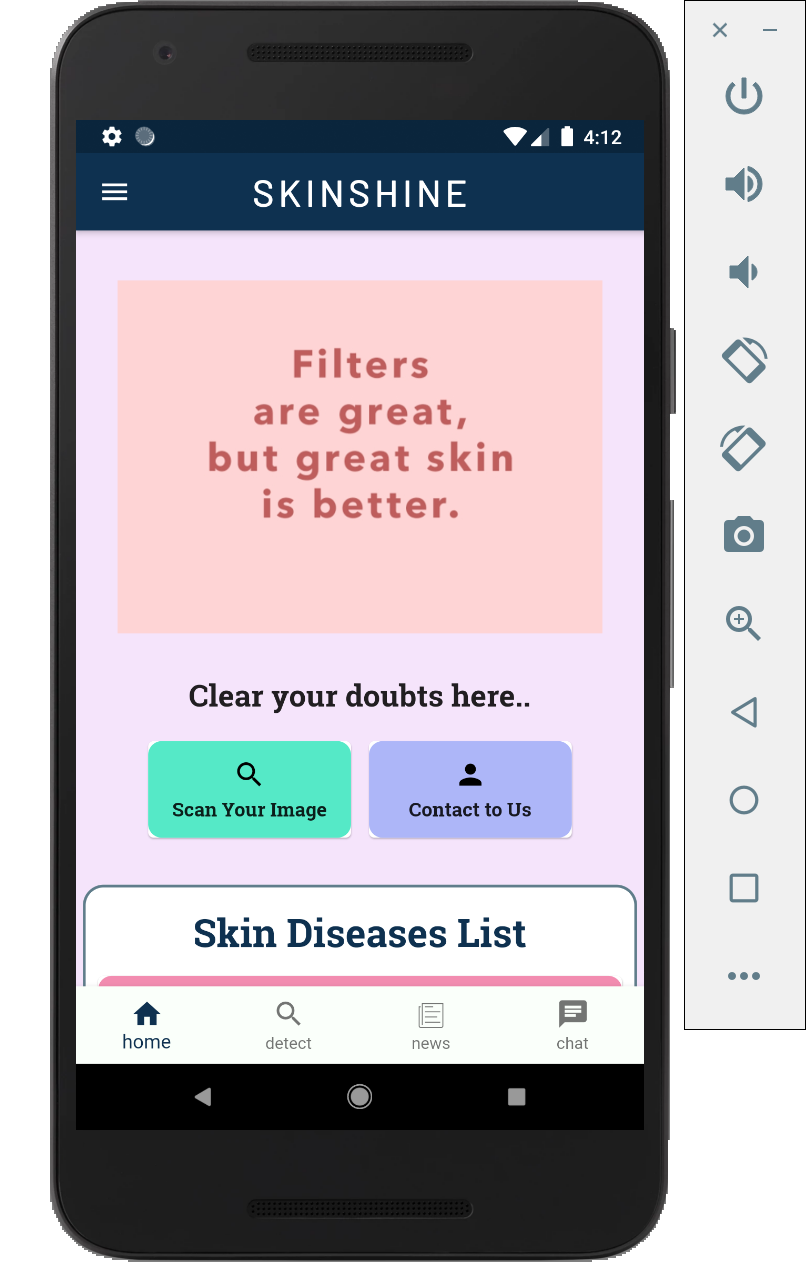 4:12
SKINSHINE
Filters
are great,
but great skin
is better.
Clear your doubts here..
Scan Your Image
Contact to Us
Skin Diseases List
home
detect
news
chat